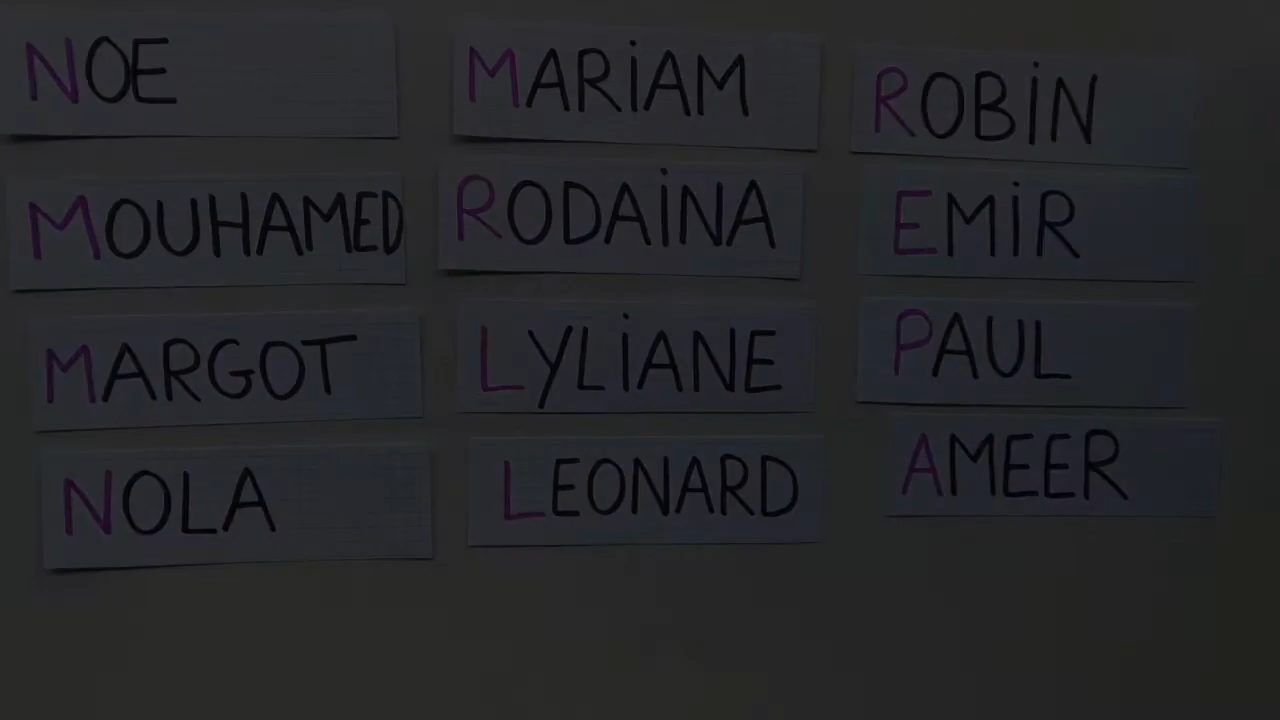 NOE
MOUHAMED
MARGOT
NOLA
MARiAM
RODAiNA
LYLiANE
LEONARD
ROBiN
EMiR
PAUL
AMEER